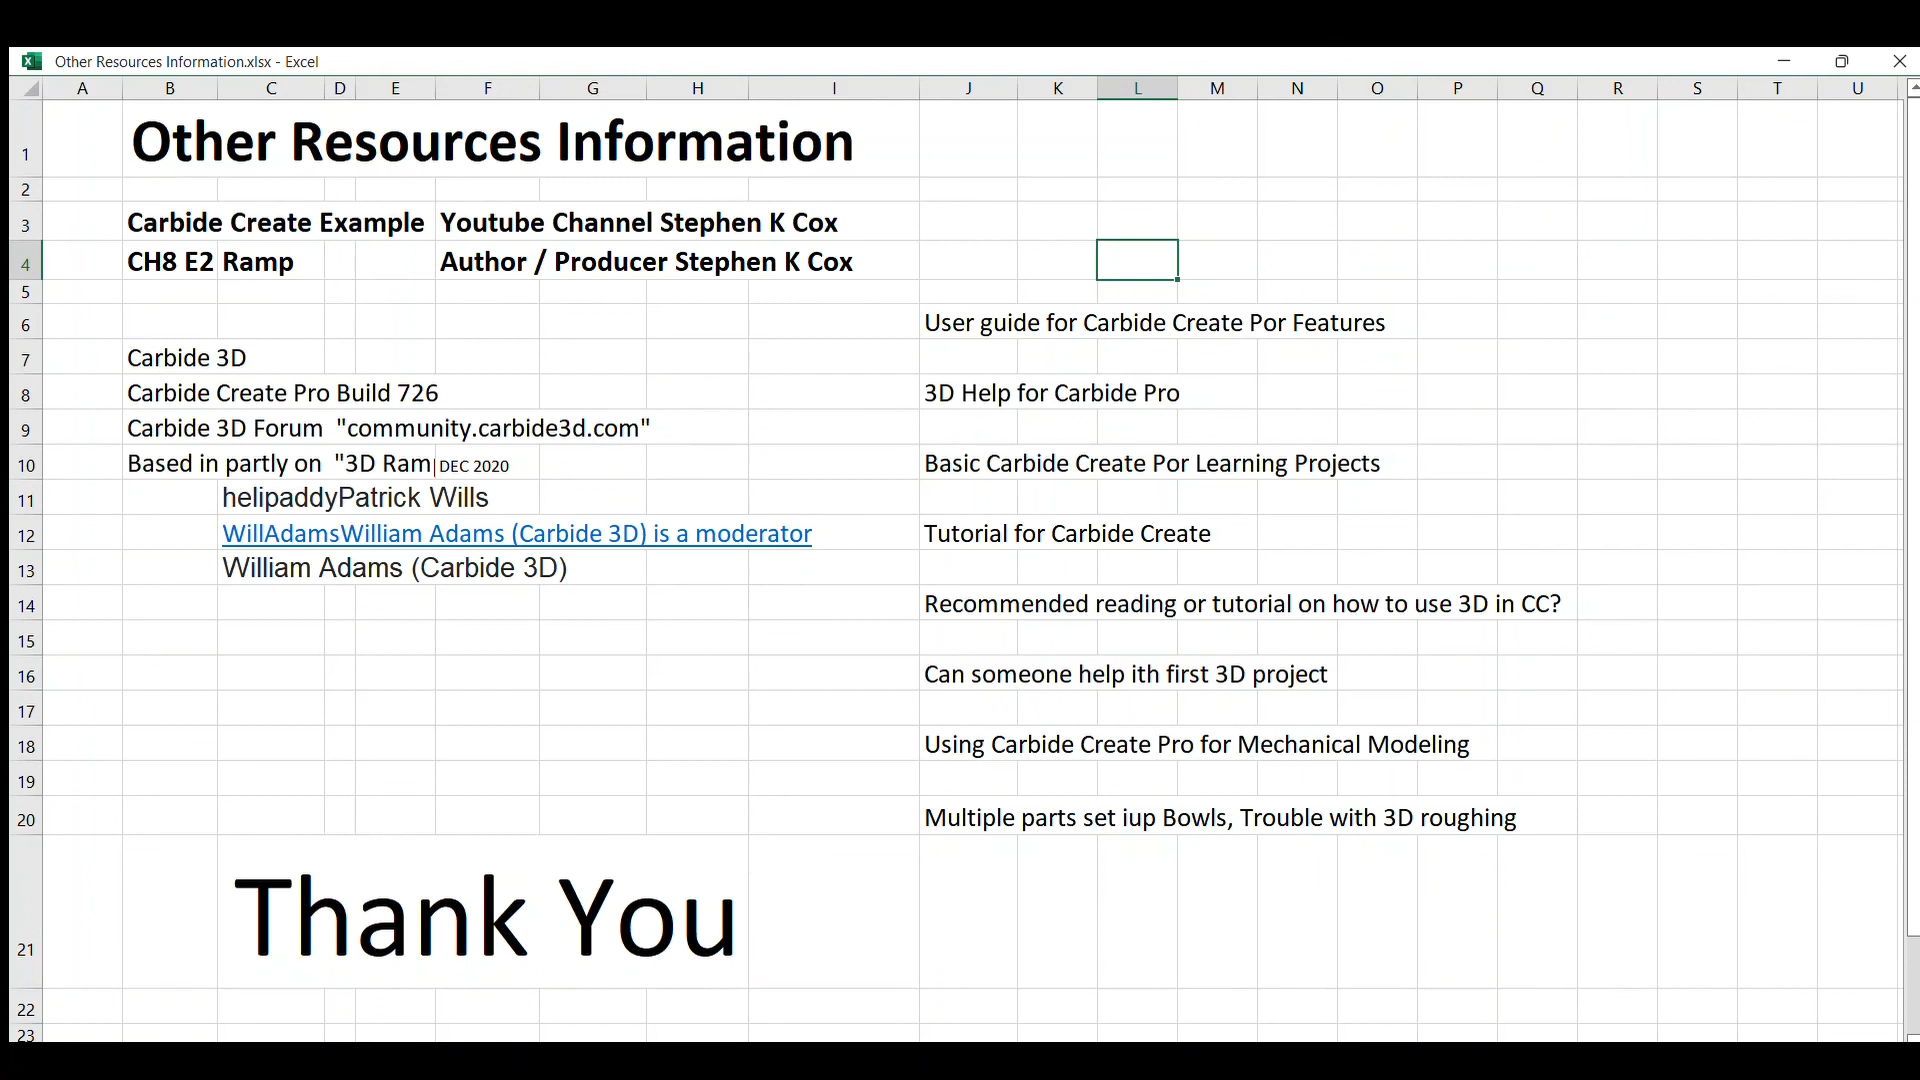 Other Resources Information.xlsx - Excel
A B C D E F G H I J K L M N O P Q R S T U
1 Other Resources Information
2
3 Carbide Create Example Youtube Channel Stephen K Cox
4 CH8 E2 Ramp Author / Producer Stephen K Cox
5
6 User guide for Carbide Create Por Features
7 Carbide 3D
8 Carbide Create Pro Build 726 3D Help for Carbide Pro
9 Carbide 3D Forum "community.carbide3d.com"
10 Based in partly on "3D Ram DEC 2020 Basic Carbide Create Por Learning Projects
11 helipaddyPatrick Wills
12 WillAdamsWilliam Adams (Carbide 3D) is a moderator Tutorial for Carbide Create
13 William Adams (Carbide 3D)
14 Recommended reading or tutorial on how to use 3D in CC?
15
16 Can someone help ith first 3D project
17
18 Using Carbide Create Pro for Mechanical Modeling
19
20 Multiple parts set iup Bowls, Trouble with 3D roughing
21 Thank You
22
23